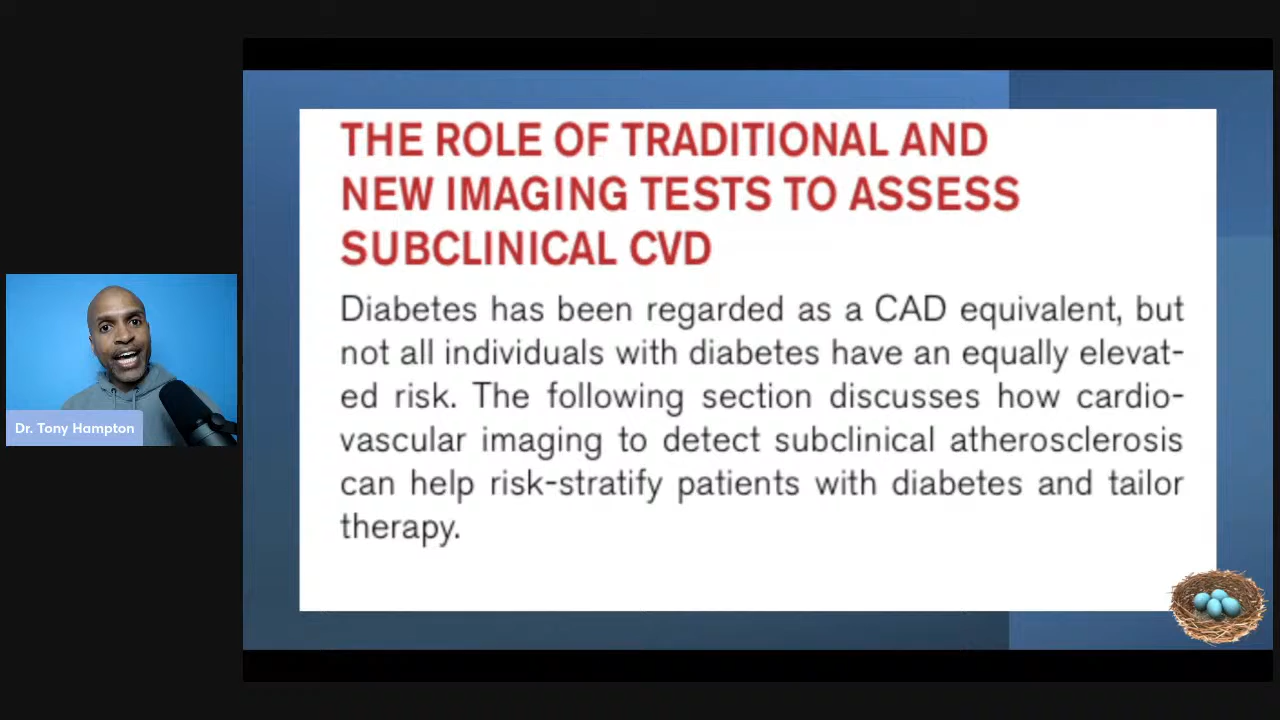 THE ROLE OF TRADITIONAL AND
NEW IMAGING TESTS TO ASSESS
SUBCLINICAL CVD
Diabetes has been regarded as a CAD equivalent, but
not all individuals with diabetes have an equally elevat-
ed risk. The following section discusses how cardio-
vascular imaging to detect subclinical atherosclerosis
can help risk-stratify patients with diabetes and tailor
therapy.
Dr. Tony Hampton